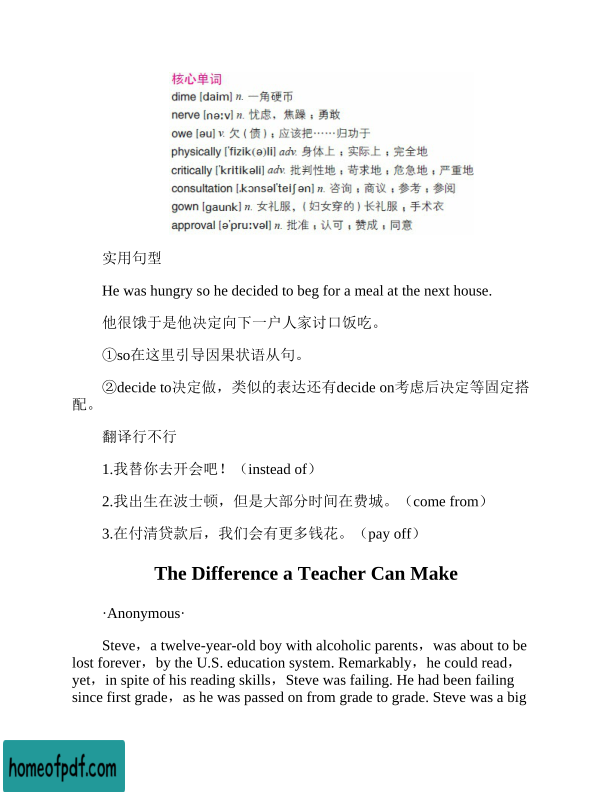 核心单词
dime [daim] n. 一角硬币
nerve [nə:v] n. 忧虑，焦躁；勇敢
owe [əu] v. 欠（债）；应该把……归功于
physically ['fizik(ə)li] adv. 身体上；实际上；完全地
critically ['kritikəli] adv. 批判性地；苛求地；危急地；严重地
consultation [ˌkɔnsəl'teiʃən] n. 咨询；商议；参考；参阅
gown [gaunk] n. 女礼服，（妇女穿的）长礼服；手术衣
approval [ə'pru:vəl] n. 批准；认可；赞成；同意
实用句型
He was hungry so he decided to beg for a meal at the next house.
他很饿于是他决定向下一户人家讨口饭吃。
①so在这里引导因果状语从句。
②decide to决定做，类似的表达还有decide on考虑后决定等固定搭
配。
翻译行不行
1.我替你去开会吧！（instead of）
2.我出生在波士顿，但是大部分时间在费城。（come from）
3.在付清贷款后，我们会有更多钱花。（pay off）
The Difference a Teacher Can Make
·Anonymous·
Steve，a twelve-year-old boy with alcoholic parents，was about to be
lost forever，by the U.S. education system. Remarkably，he could read，
yet，in spite of his reading skills，Steve was failing. He had been failing
since first grade，as he was passed on from grade to grade. Steve was a big
homeofpdf.com